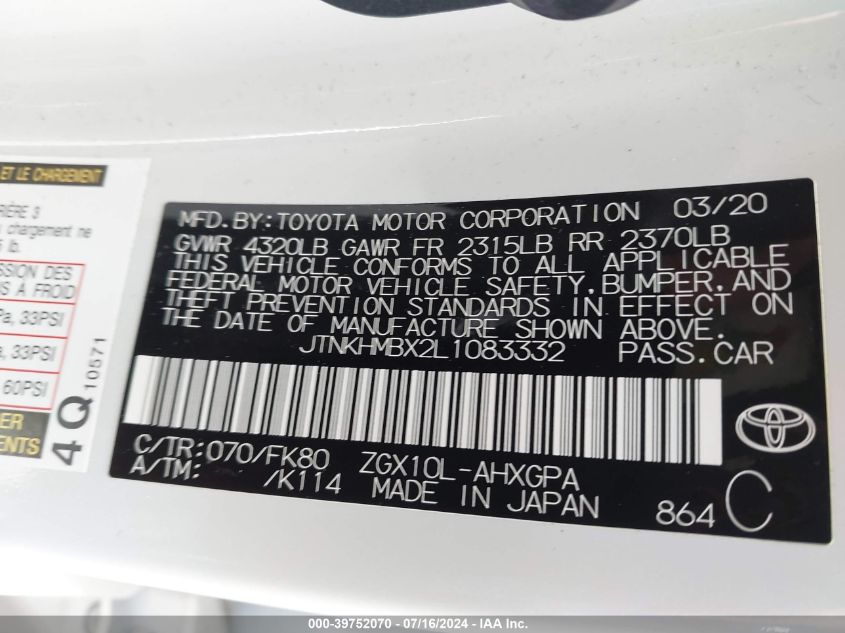 ET LE CHARGEMENT
RIÈRE 3
chargement ne
lb.
SSION DES
S À FROID
Pa, 33PSI
a, 33PSI
60PSI
ER
EMENTS
4Q 10571
MFD. BY: TOYOTA MOTOR CORPORATION 03/20
GVWR 4320LB GAWR FR 2315LB RR 2370LB
THIS VEHICLE CONFORMS TO ALL APPLICABLE
FEDERAL MOTOR VEHICLE SAFETY, BUMPER, AND
THEFT PREVENTION STANDARDS IN EFFECT ON
THE DATE OF MANUFACTURE SHOWN ABOVE.
JTNKHMBX2L1083332 PASS. CAR
C/TR: 070/FK80 ZGX10L-AHXGPA
A/TM: /K114 MADE IN JAPAN 864 C
000-39752070 - 07/16/2024 - IAA Inc.